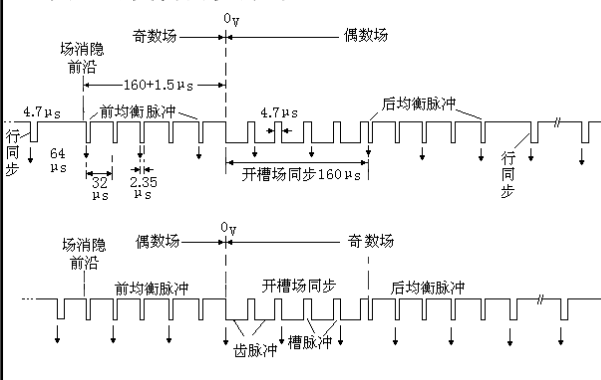 0V
奇数场
偶数场
场消隐
前沿
160+1.5μs
4.7μs
前均衡脉冲
4.7μs
后均衡脉冲
行同步
64
μs
32
μs
2.35
μs
开槽场同步160μs
行同步
0V
场消隐
前沿
偶数场
奇数场
前均衡脉冲
开槽场同步
后均衡脉冲
齿脉冲
槽脉冲